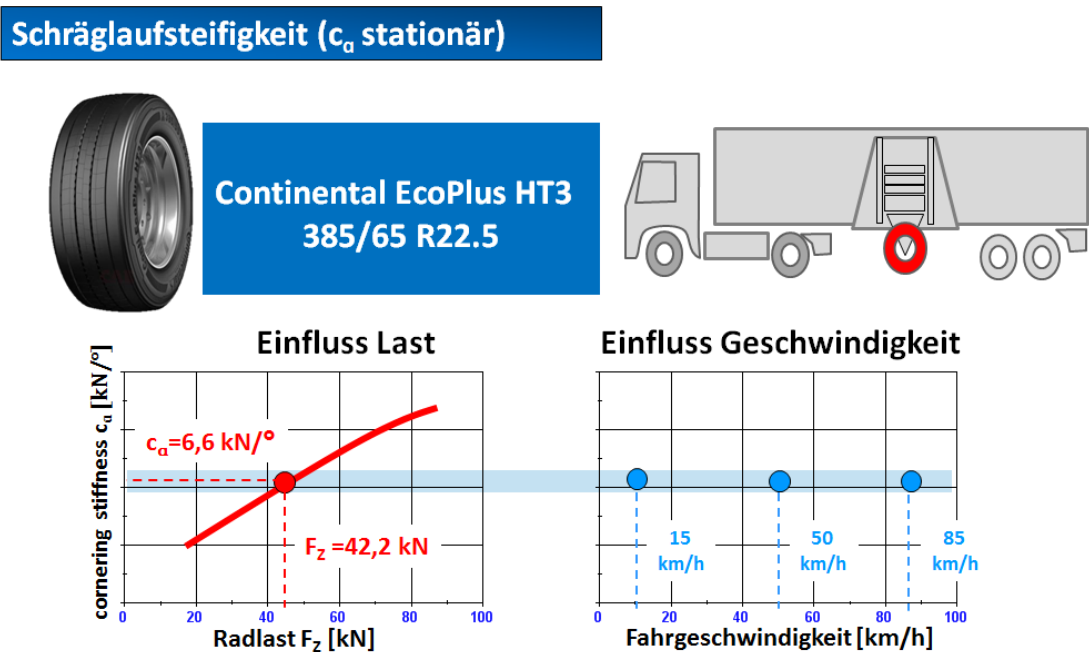 Schräglaufsteifigkeit (cα stationär)
Continental EcoPlus HT3
385/65 R22.5
Einfluss Last
Einfluss Geschwindigkeit
cornering stiffness cα [kN/°]
cα=6,6 kN/°
Fz =42,2 kN
15
km/h
50
km/h
85
km/h
0 20 40 60 80 100
0 20 40 60 80 100
Radlast Fz [kN]
Fahrgeschwindigkeit [km/h]